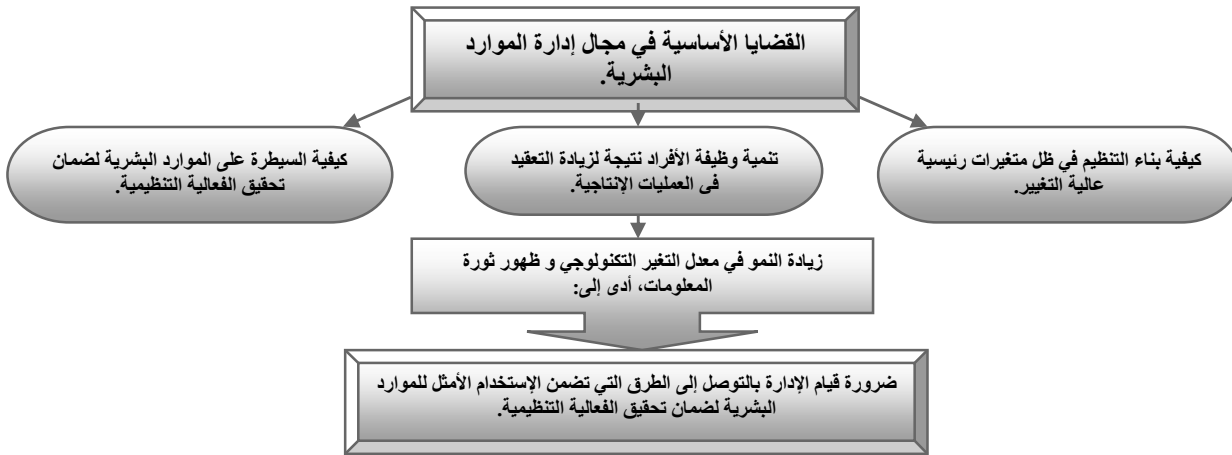 القضايا الأساسية في مجال إدارة الموارد
البشرية.
كيفية بناء التنظيم في ظل متغيرات رئيسية
عالية التغيير.
تنمية وظيفة الأفراد نتيجة لزيادة التعقيد
فى العمليات الإنتاجية.
كيفية السيطرة على الموارد البشرية لضمان
تحقيق الفعالية التنظيمية.
زيادة النمو في معدل التغير التكنولوجي و ظهور ثورة
المعلومات، أدى إلى:
ضرورة قيام الإدارة بالتوصل إلى الطرق التي تضمن الإستخدام الأمثل للموارد
البشرية لضمان تحقيق الفعالية التنظيمية.